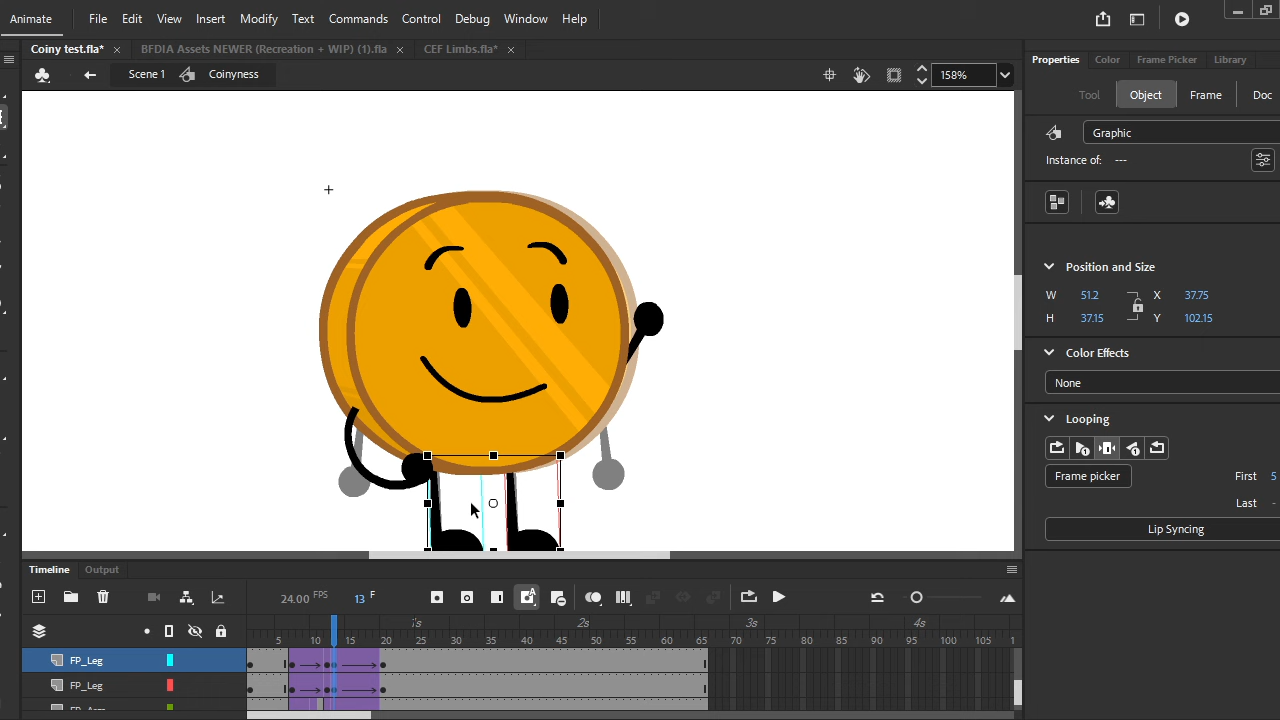 Animate File Edit View Insert Modify Text Commands Control Debug Window Help
Coiny test.fla* × BFDIA Assets NEWER (Recreation + WIP) (1).fla × CEF Limbs.fla* × Properties Color Frame Picker Library
Scene 1 Coinyness 158%
Tool Object Frame Doc
Graphic
Instance of: ---
Position and Size
W 51.2 X 37.75
H 37.15 Y 102.15
Color Effects
None
Looping
Frame picker First 5
Last -
Lip Syncing
Timeline Output
24.00 FPS 13 F
1s 2s 3s 4s
5 10 15 20 25 30 35 40 45 50 55 60 65 70 75 80 85 90 95 100 105 1
FP_Leg
FP_Leg